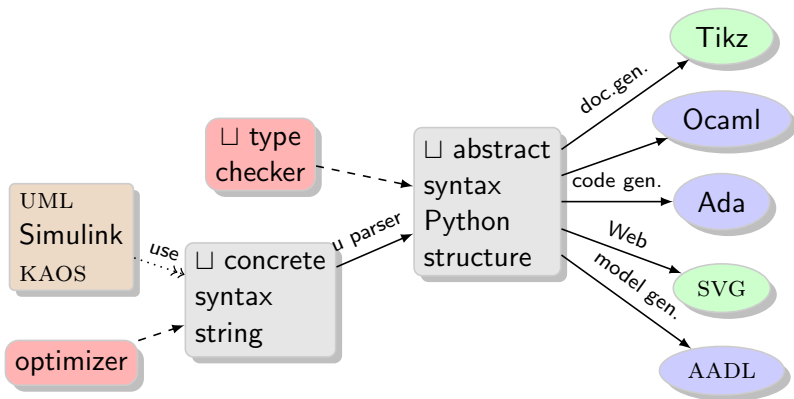 UML
Simulink
KAOS
use
optimizer
⊔ type
checker
⊔ concrete
syntax
string
u parser
⊔ abstract
syntax
Python
structure
doc.gen.
code gen.
Web
model gen.
Tikz
Ocaml
Ada
SVG
AADL